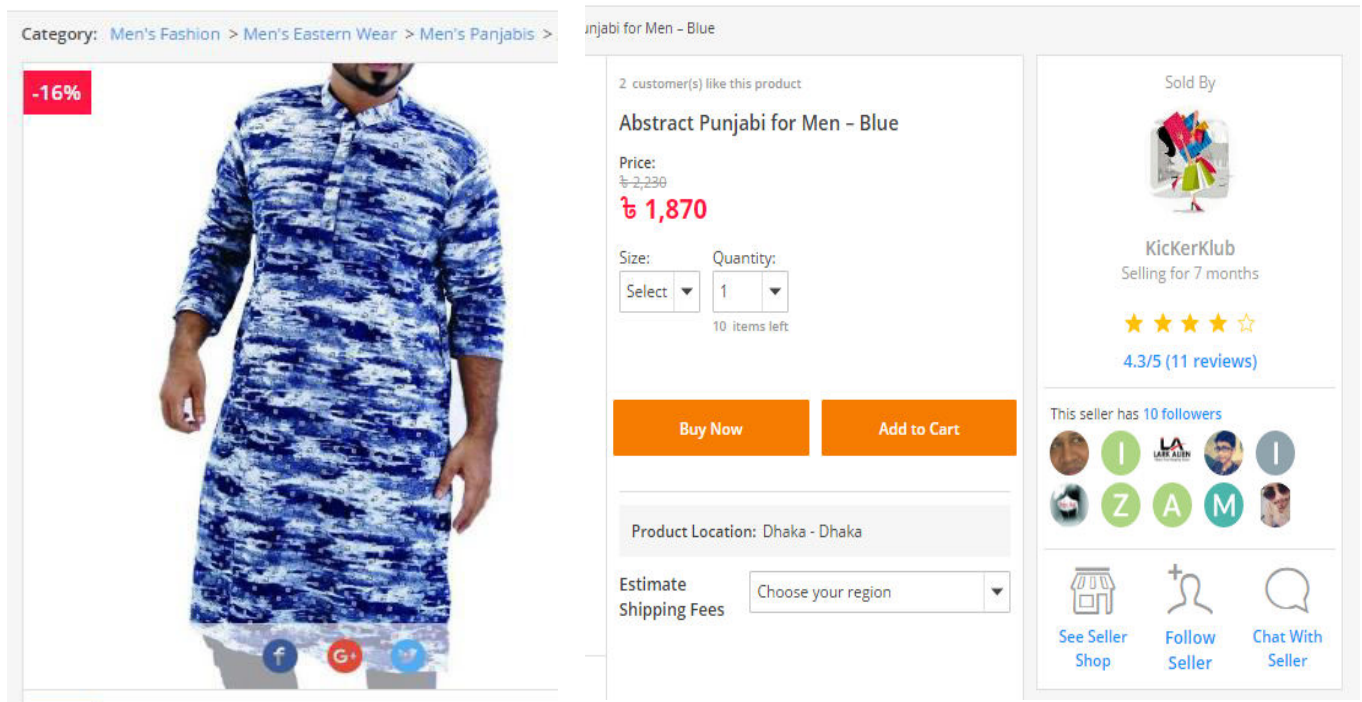 Category: Men's Fashion > Men's Eastern Wear > Men's Panjabis >
-16%
f G+
unjabi for Men – Blue
2 customer(s) like this product
Abstract Punjabi for Men – Blue
Price:
৳ 2,230
৳ 1,870
Size: Quantity:
Select 1
10 items left
Buy Now Add to Cart
Product Location: Dhaka - Dhaka
Estimate
Shipping Fees
Choose your region
Sold By
KicKerKlub
Selling for 7 months
4.3/5 (11 reviews)
This seller has 10 followers
I LARK ALIEN I
Z A M
See Seller
Shop
Follow
Seller
Chat With
Seller